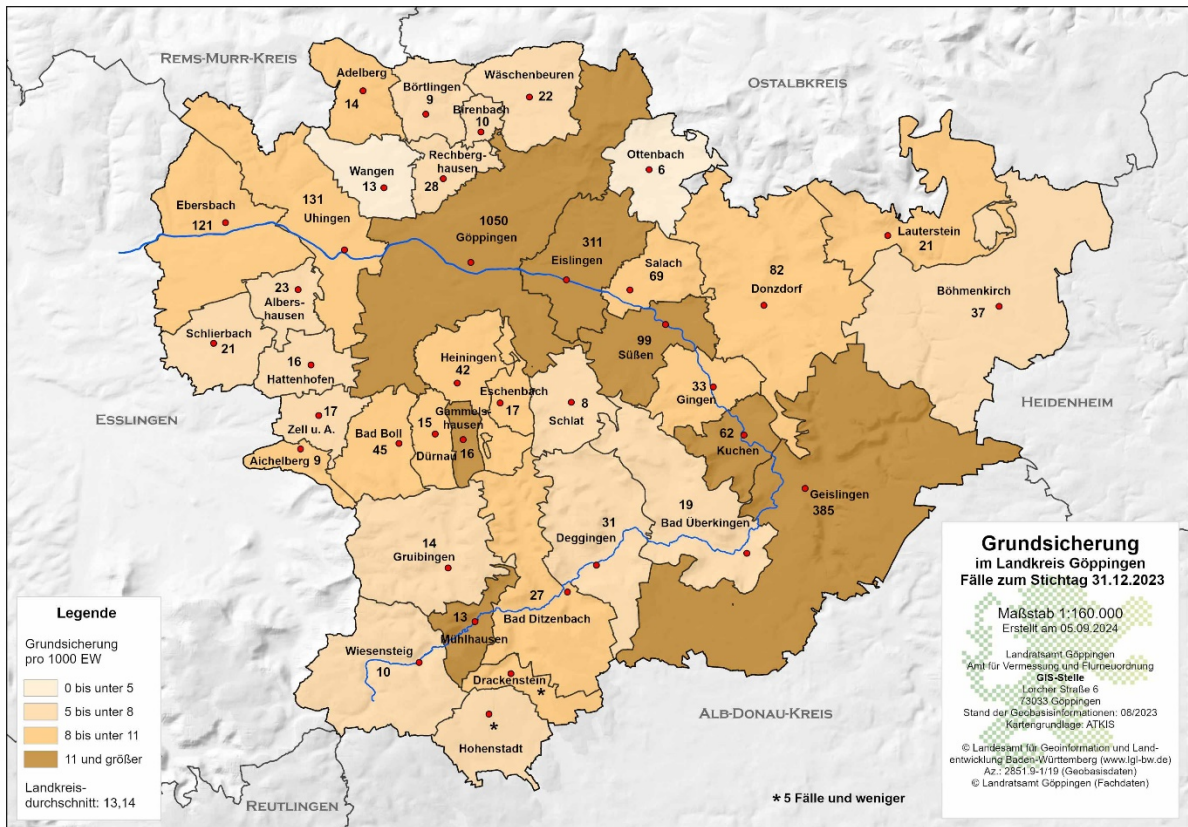 REMS-MURR-KREIS
OSTALBKREIS
Adelberg
14
Börtlingen
9
Birenbach
10
Wäschenbeuren
22
Wangen
13
Rechberg-
hausen
28
Ottenbach
6
Ebersbach
121
131
Uhingen
1050
Göppingen
311
Eislingen
Salach
69
82
Donzdorf
Lauterstein
21
Böhmenkirch
37
23
Albers-
hausen
Schlierbach
21
16
Hattenhofen
Heiningen
42
99
Süßen
ESSLINGEN
HEIDENHEIM
17
Zell u. A.
Aichelberg 9
Bad Boll
45
15
Dürnau
Gammels-
hausen
16
Eschenbach
17
8
Schlat
33
Gingen
62
Kuchen
Geislingen
385
14
Gruibingen
31
Deggingen
19
Bad Überkingen
27
Bad Ditzenbach
13
Mühlhausen
Wiesensteig
10
Drackenstein
*
*
Hohenstadt
ALB-DONAU-KREIS
REUTLINGEN
* 5 Fälle und weniger
Legende
Grundsicherung
pro 1000 EW
0 bis unter 5
5 bis unter 8
8 bis unter 11
11 und größer
Landkreis-
durchschnitt: 13,14
Grundsicherung
im Landkreis Göppingen
Fälle zum Stichtag 31.12.2023
Maßstab 1:160.000
Erstellt am 05.09.2024
Landratsamt Göppingen
Amt für Vermessung und Flurneuordnung
GIS-Stelle
Lorcher Straße 6
73033 Göppingen
Stand der Geobasisinformationen: 08/2023
Kartengrundlage: ATKIS
© Landesamt für Geoinformation und Land-
entwicklung Baden-Württemberg (www.lgl-bw.de)
Az.: 2851.9-1/19 (Geobasisdaten)
© Landratsamt Göppingen (Fachdaten)